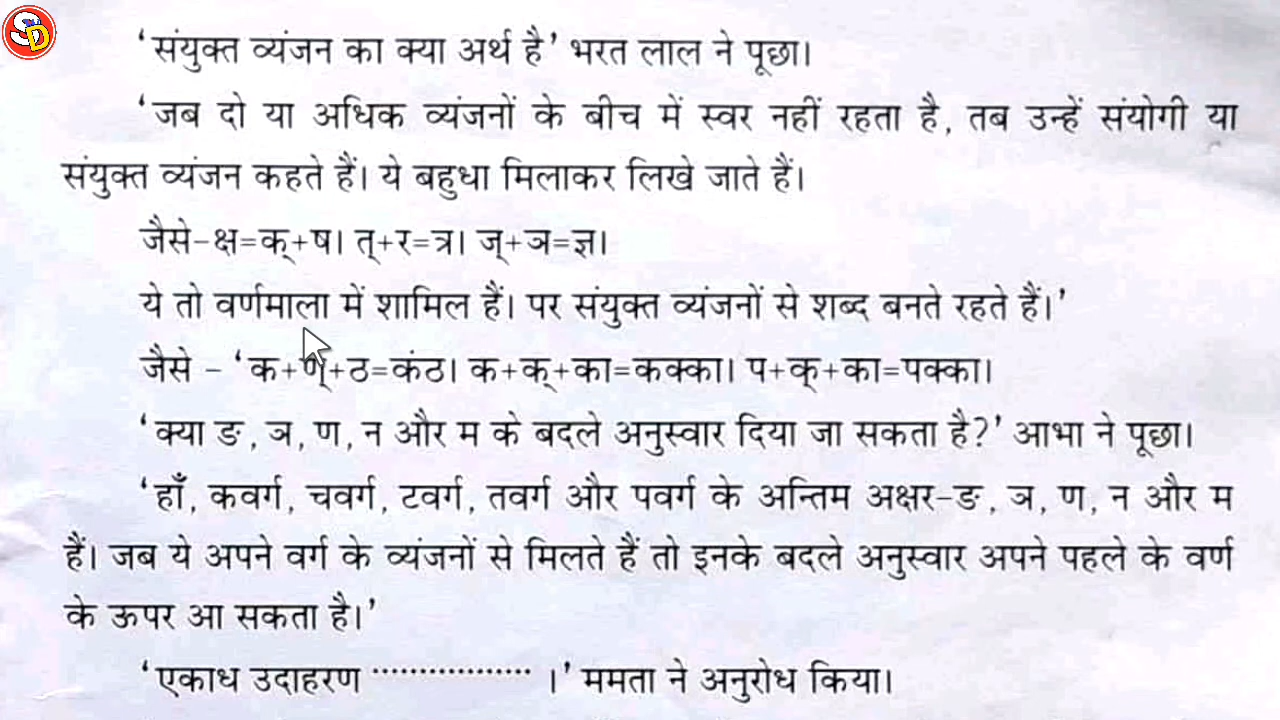 SD
'संयुक्त व्यंजन का क्या अर्थ है' भरत लाल ने पूछा।
'जब दो या अधिक व्यंजनों के बीच में स्वर नहीं रहता है, तब उन्हें संयोगी या
संयुक्त व्यंजन कहते हैं। ये बहुधा मिलाकर लिखे जाते हैं।
जैसे-क्ष=क्+ष। त्+र=त्र। ज्+ञ=ज्ञ।
ये तो वर्णमाला में शामिल हैं। पर संयुक्त व्यंजनों से शब्द बनते रहते हैं।'
जैसे - 'क+ण्+ठ=कंठ। क+क्+का=कक्का। प+क्+का=पक्का।
'क्या ङ, ञ, ण, न और म के बदले अनुस्वार दिया जा सकता है?' आभा ने पूछा।
'हाँ, कवर्ग, चवर्ग, टवर्ग, तवर्ग और पवर्ग के अन्तिम अक्षर-ङ, ञ, ण, न और म
हैं। जब ये अपने वर्ग के व्यंजनों से मिलते हैं तो इनके बदले अनुस्वार अपने पहले के वर्ण
के ऊपर आ सकता है।'
'एकाध उदाहरण ................. ।' ममता ने अनुरोध किया।